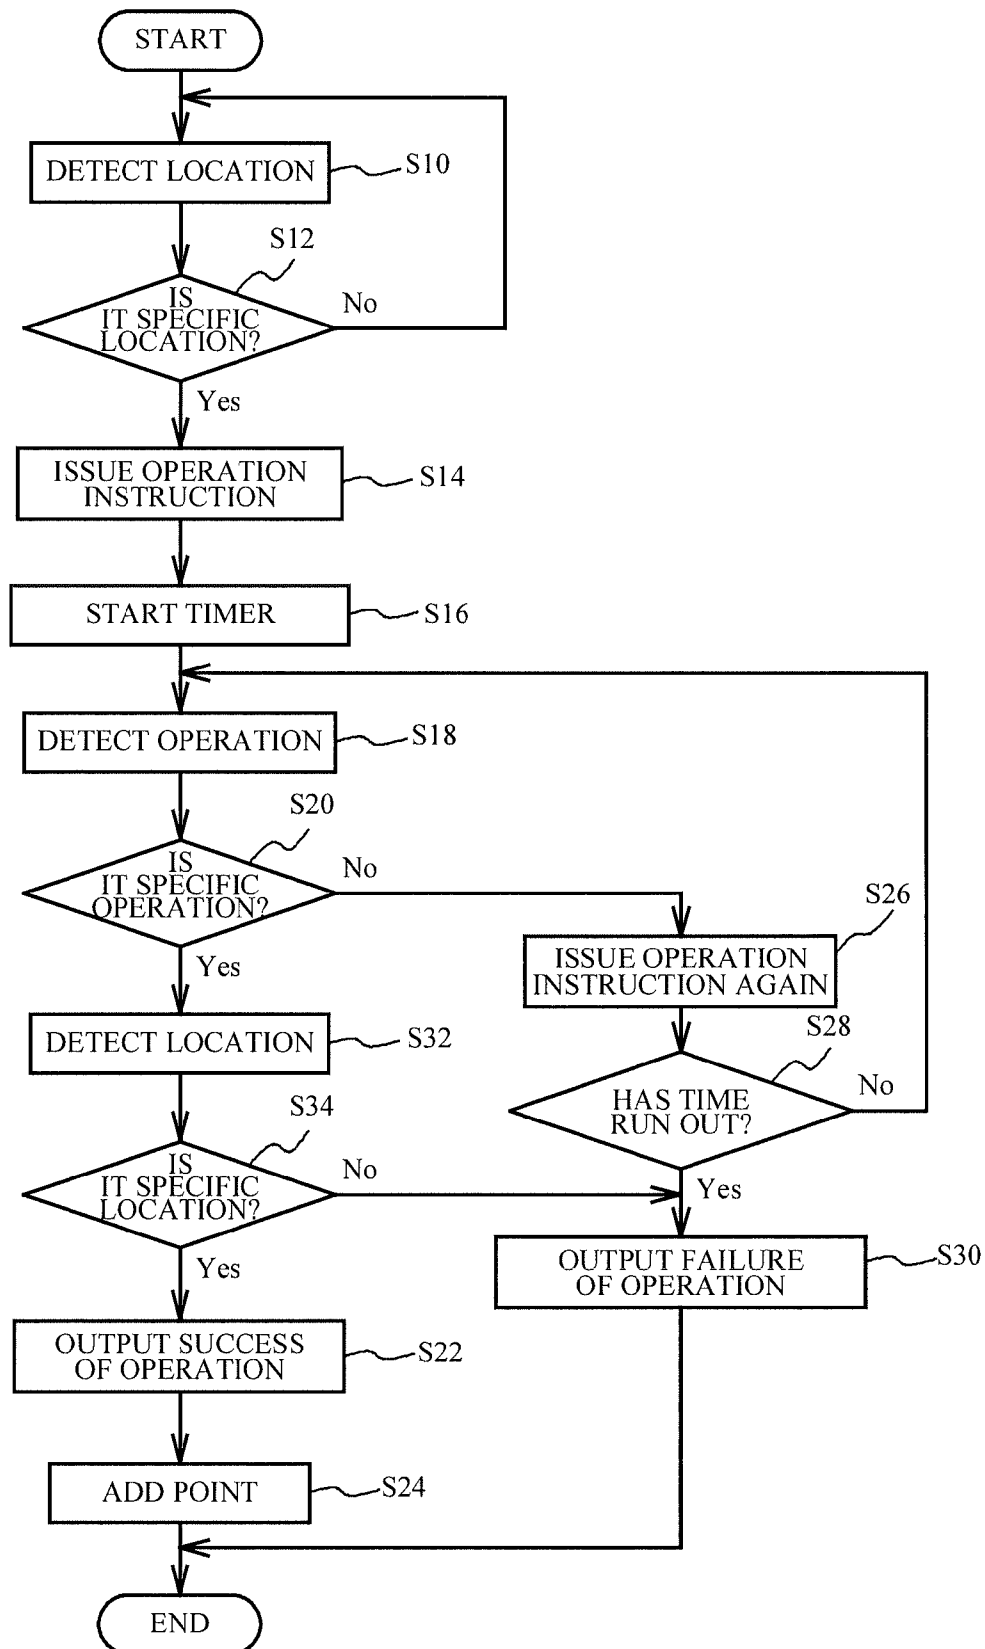 START
DETECT LOCATION
S10
S12
IS
IT SPECIFIC
LOCATION?
No
Yes
ISSUE OPERATION
INSTRUCTION
S14
START TIMER
S16
DETECT OPERATION
S18
S20
IS
IT SPECIFIC
OPERATION?
No
Yes
S26
ISSUE OPERATION
INSTRUCTION AGAIN
S28
HAS TIME
RUN OUT?
No
Yes
DETECT LOCATION
S32
S34
IS
IT SPECIFIC
LOCATION?
No
Yes
OUTPUT FAILURE
OF OPERATION
S30
OUTPUT SUCCESS
OF OPERATION
S22
ADD POINT
S24
END